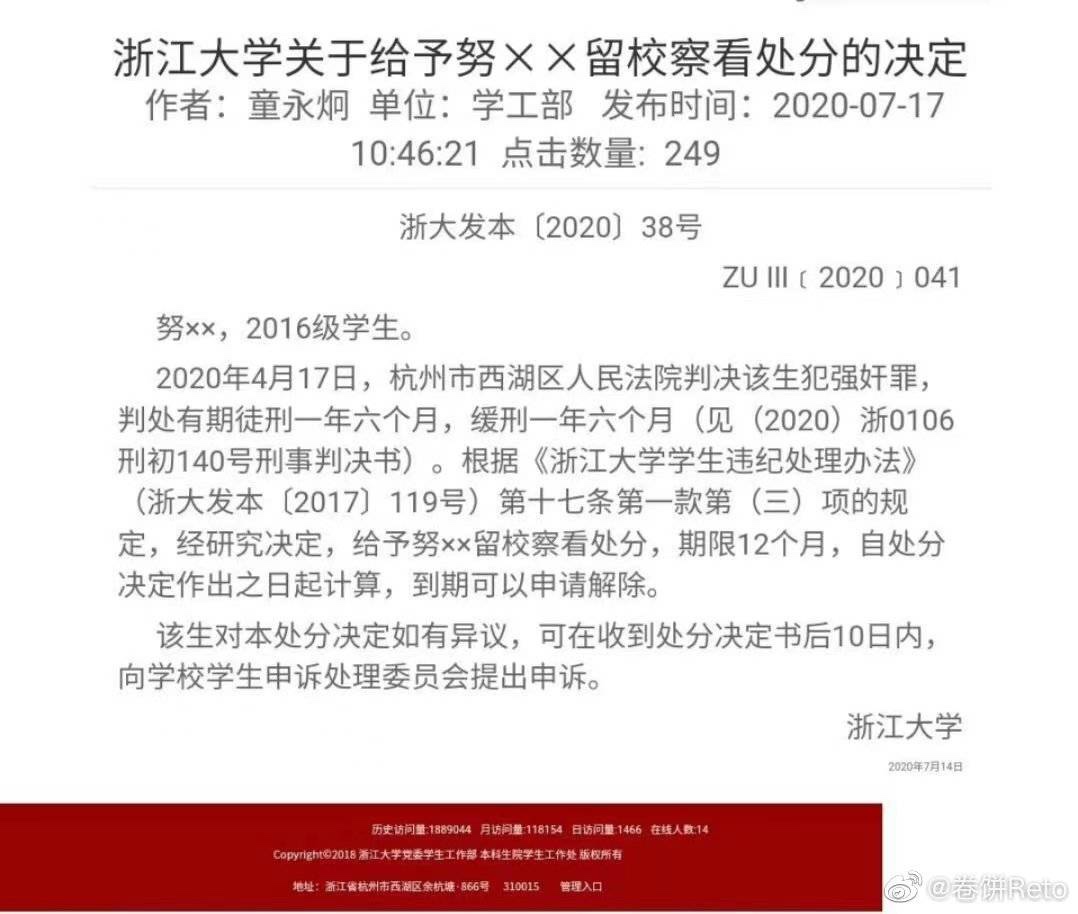 浙江大学关于给予努××留校察看处分的决定
作者：童永炯 单位：学工部 发布时间：2020-07-17
10:46:21 点击数量：249
浙大发本〔2020〕38号
ZU III﹝2020﹞041
努××，2016级学生。
2020年4月17日，杭州市西湖区人民法院判决该生犯强奸罪，
判处有期徒刑一年六个月，缓刑一年六个月（见（2020）浙0106
刑初140号刑事判决书）。根据《浙江大学学生违纪处理办法》
（浙大发本〔2017〕119号）第十七条第一款第（三）项的规
定，经研究决定，给予努××留校察看处分，期限12个月，自处分
决定作出之日起计算，到期可以申请解除。
该生对本处分决定如有异议，可在收到处分决定书后10日内，
向学校学生申诉处理委员会提出申诉。
浙江大学
2020年7月14日
历史访问量:1889044 月访问量:118154 日访问量:1466 在线人数:14
Copyright©2018 浙江大学党委学生工作部 本科生院学生工作处 版权所有
地址：浙江省杭州市西湖区余杭塘·866号 310015 管理入口
@卷饼Reto